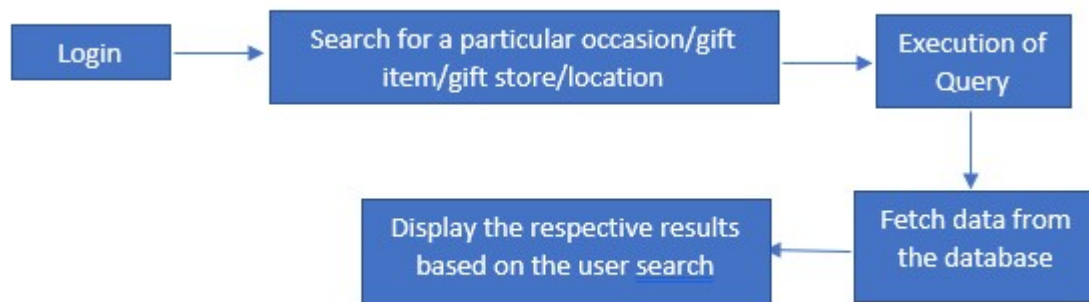 Login
Search for a particular occasion/gift
item/gift store/location
Execution of
Query
Fetch data from
the database
Display the respective results
based on the user search